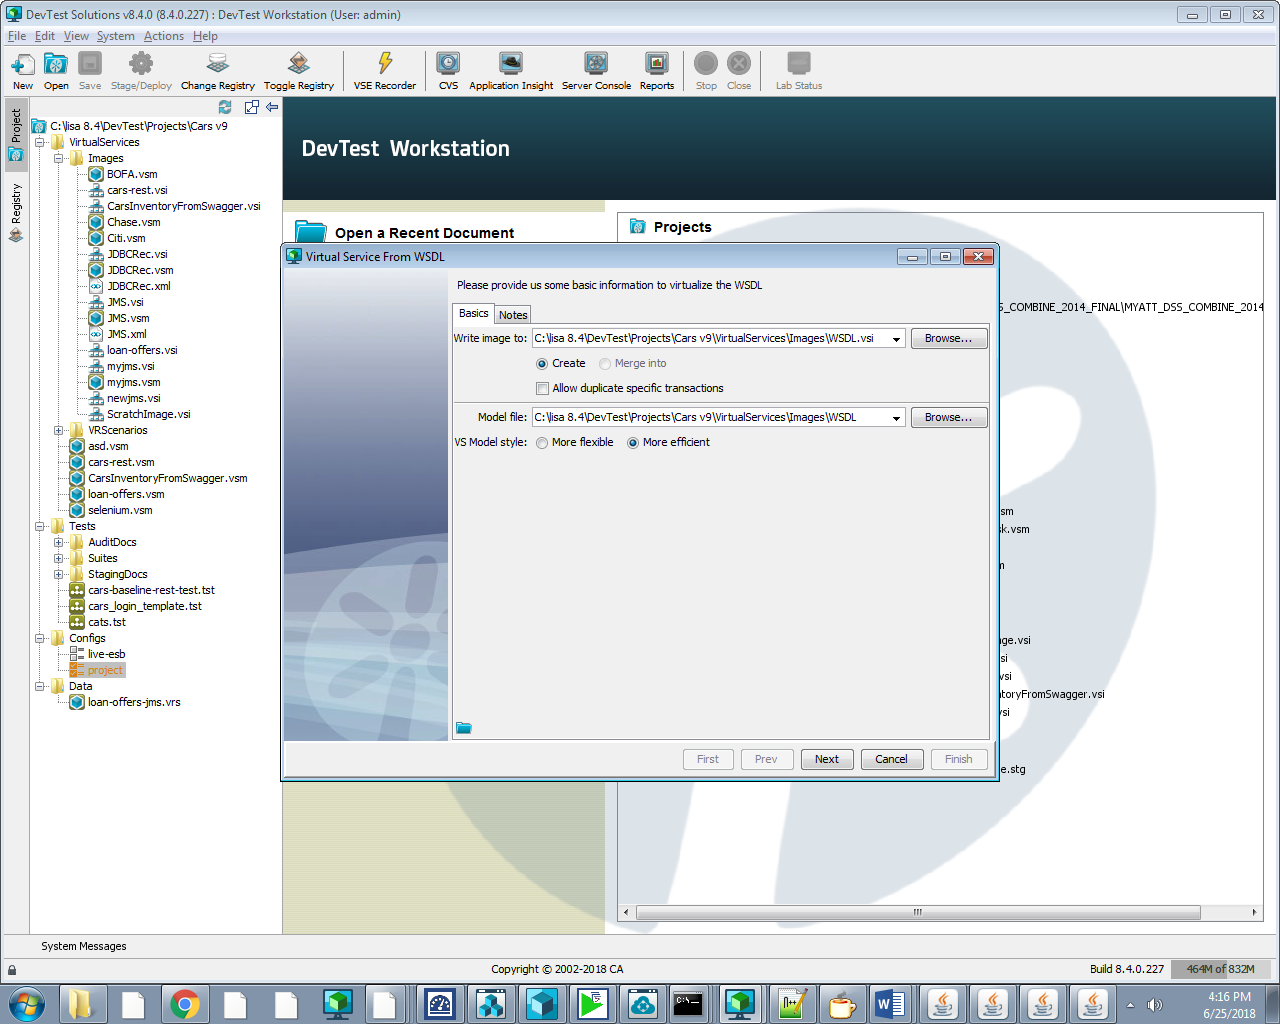 DevTest Solutions v8.4.0 (8.4.0.227) : DevTest Workstation (User: admin)
File Edit View System Actions Help
New Open Save Stage/Deploy Change Registry Toggle Registry VSE Recorder CVS Application Insight Server Console Reports Stop Close Lab Status
Project
Registry
C:\lisa 8.4\DevTest\Projects\Cars v9
VirtualServices
Images
BOFA.vsm
cars-rest.vsi
CarsInventoryFromSwagger.vsi
Chase.vsm
Citi.vsm
JDBCRec.vsi
JDBCRec.vsm
JDBCRec.xml
JMS.vsi
JMS.vsm
JMS.xml
loan-offers.vsi
myjms.vsi
myjms.vsm
newjms.vsi
ScratchImage.vsi
VRScenarios
asd.vsm
cars-rest.vsm
CarsInventoryFromSwagger.vsm
loan-offers.vsm
selenium.vsm
Tests
AuditDocs
Suites
StagingDocs
cars-baseline-rest-test.tst
cars_login_template.tst
cats.tst
Configs
live-esb
project
Data
loan-offers-jms.vrs
DevTest Workstation
Open a Recent Document
Projects
Virtual Service From WSDL
Please provide us some basic information to virtualize the WSDL
Basics Notes
Write image to: C:\lisa 8.4\DevTest\Projects\Cars v9\VirtualServices\Images\WSDL.vsi Browse...
Create Merge into
Allow duplicate specific transactions
Model file: C:\lisa 8.4\DevTest\Projects\Cars v9\VirtualServices\Images\WSDL Browse...
VS Model style: More flexible More efficient
First Prev Next Cancel Finish
S_COMBINE_2014_FINAL\MYATT_DSS_COMBINE_2014
sm
sk.vsm
age.vsi
si
vsi
ntoryFromSwagger.vsi
vsi
e.stg
System Messages
Copyright © 2002-2018 CA
Build 8.4.0.227
464M of 832M
C:\_
n++
W
4:16 PM
6/25/2018